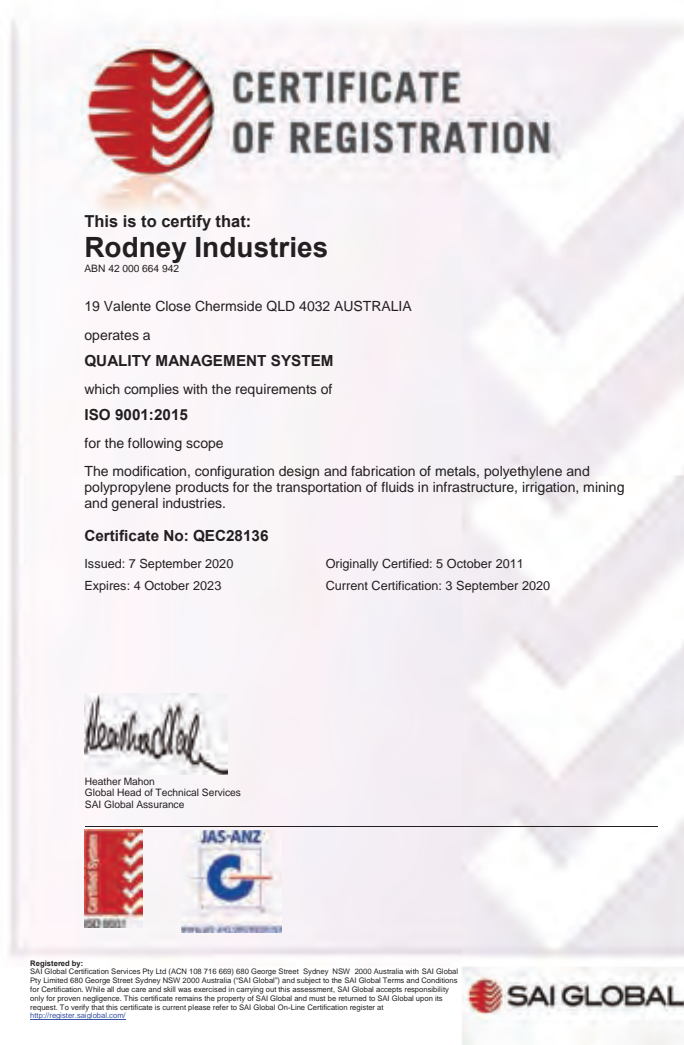 CERTIFICATE
OF REGISTRATION
This is to certify that:
Rodney Industries
ABN 42 000 664 942
19 Valente Close Chermside QLD 4032 AUSTRALIA
operates a
QUALITY MANAGEMENT SYSTEM
which complies with the requirements of
ISO 9001:2015
for the following scope
The modification, configuration design and fabrication of metals, polyethylene and
polypropylene products for the transportation of fluids in infrastructure, irrigation, mining
and general industries.
Certificate No: QEC28136
Issued: 7 September 2020 Originally Certified: 5 October 2011
Expires: 4 October 2023 Current Certification: 3 September 2020
Heather Mahon
Global Head of Technical Services
SAI Global Assurance
Certified System
ISO 9001
JAS-ANZ
Registered by:
SAI Global Certification Services Pty Ltd (ACN 108 716 669) 680 George Street Sydney NSW 2000 Australia with SAI Global
Pty Limited 680 George Street Sydney NSW 2000 Australia ("SAI Global") and subject to the SAI Global Terms and Conditions
for Certification. While all due care and skill was exercised in carrying out this assessment, SAI Global accepts responsibility
only for proven negligence. This certificate remains the property of SAI Global and must be returned to SAI Global upon its
request. To verify that this certificate is current please refer to SAI Global On-Line Certification register at
http://register.saiglobal.com/
SAI GLOBAL